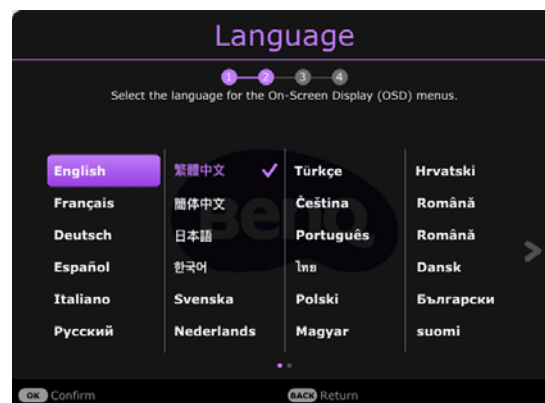 Language
1 2 3 4
Select the language for the On-Screen Display (OSD) menus.
English 繁體中文 Türkçe Hrvatski
Français 簡体中文 Čeština Română
Deutsch 日本語 Português Română
Español 한국어 ไทย Dansk
Italiano Svenska Polski Български
Русский Nederlands Magyar suomi
BenQ
OK Confirm BACK Return